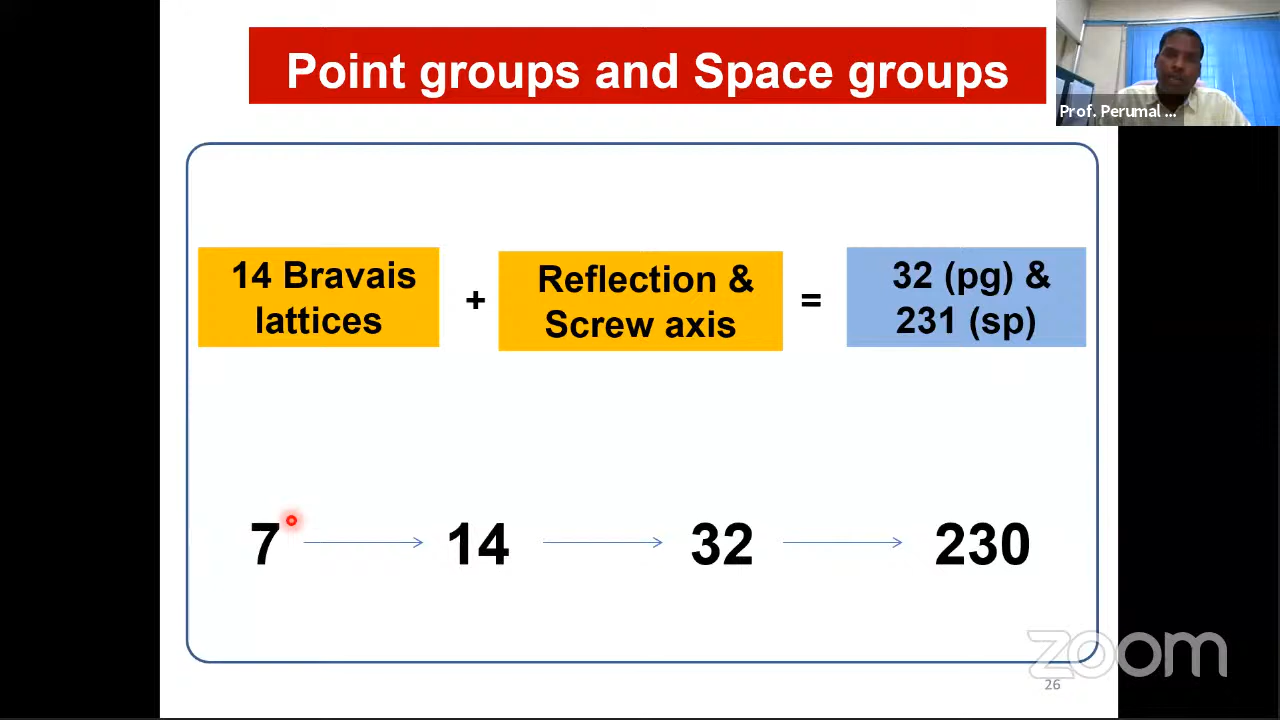 Point groups and Space groups
Prof. Perumal ...
14 Bravais
lattices
+
Reflection &
Screw axis
=
32 (pg) &
231 (sp)
7
14
32
230
zoom
26